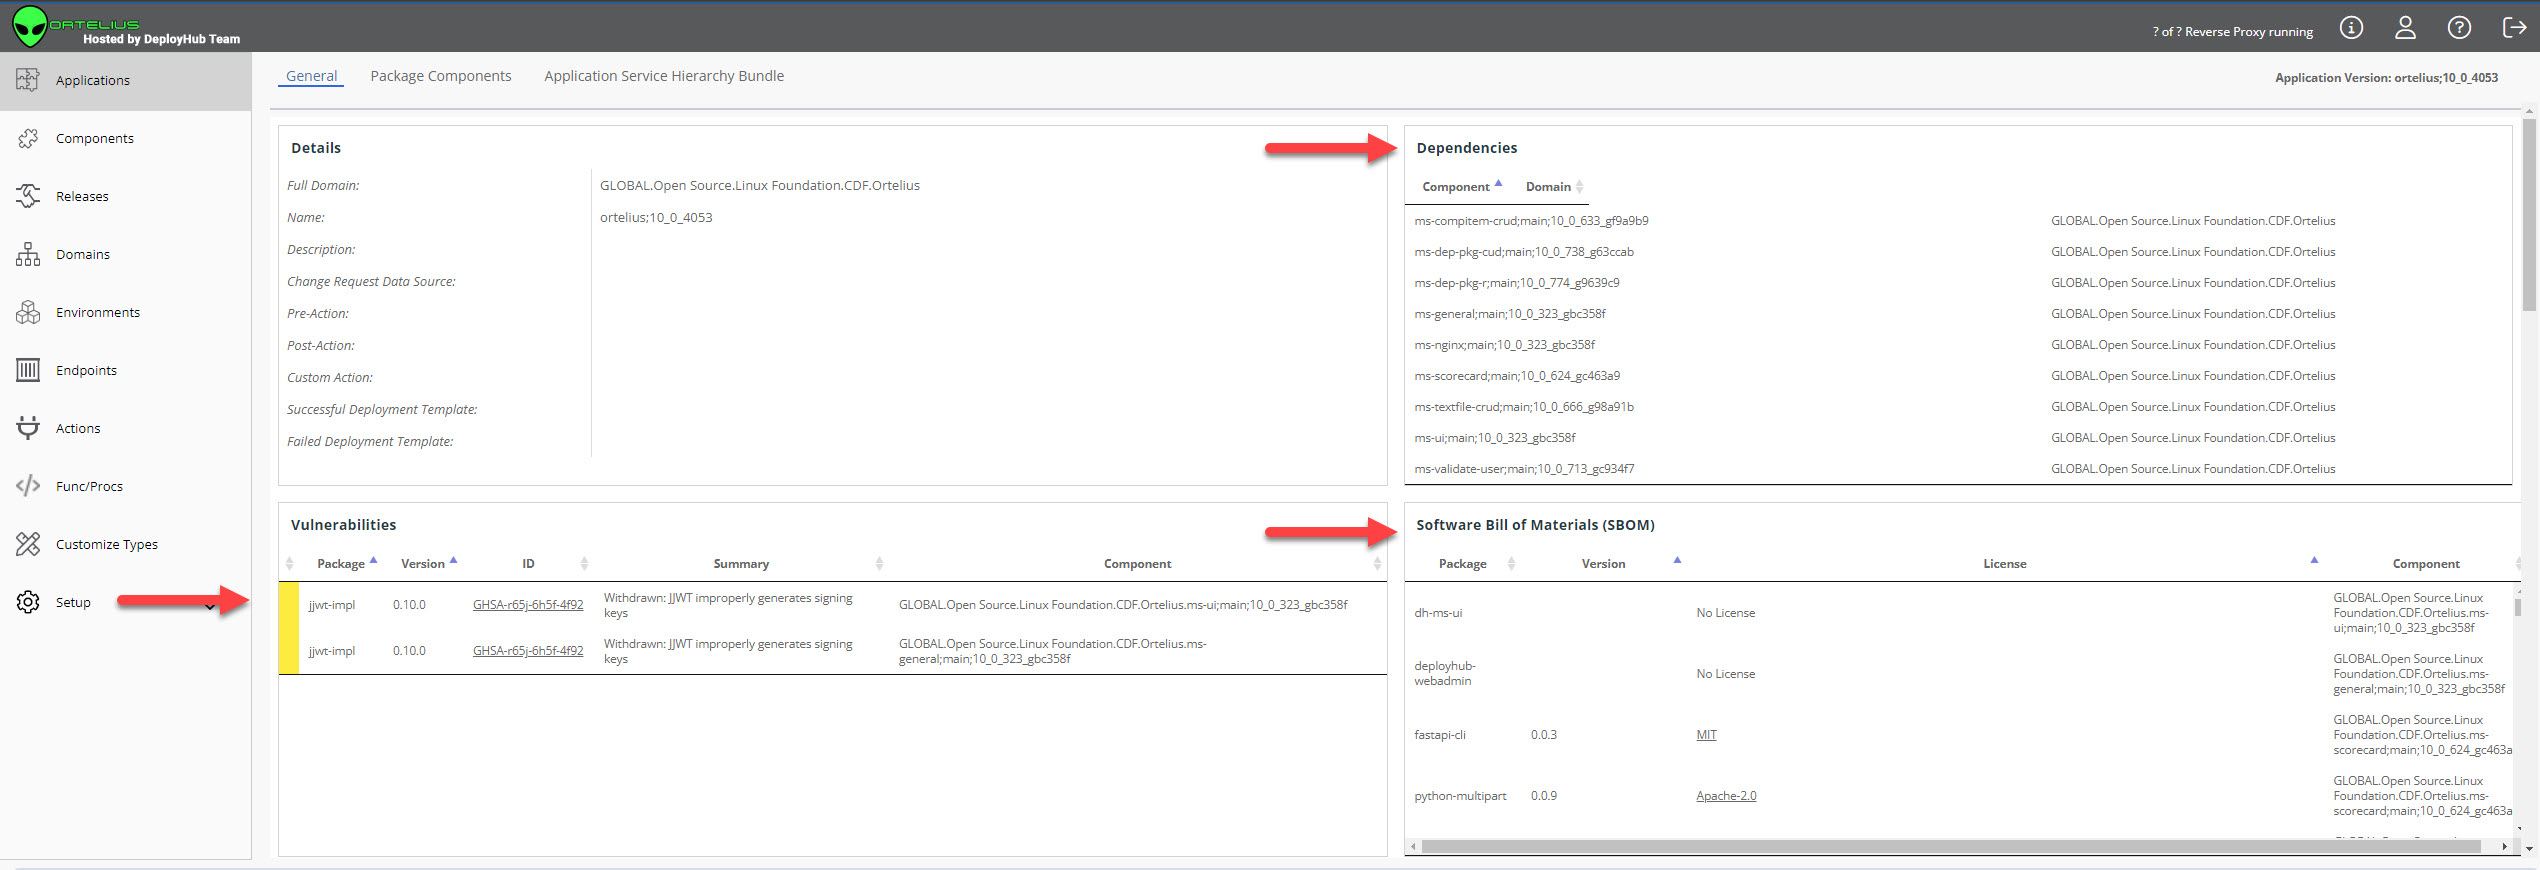 ORTELIUS
Hosted by DeployHub Team
? of ? Reverse Proxy running
Applications
Components
Releases
Domains
Environments
Endpoints
Actions
Func/Procs
Customize Types
Setup
General
Package Components
Application Service Hierarchy Bundle
Application Version: ortelius;10_0_4053
Details
Full Domain: GLOBAL.Open Source.Linux Foundation.CDF.Ortelius
Name: ortelius;10_0_4053
Description:
Change Request Data Source:
Pre-Action:
Post-Action:
Custom Action:
Successful Deployment Template:
Failed Deployment Template:
Dependencies
Component Domain
ms-compitem-crud;main;10_0_633_gf9a9b9 GLOBAL.Open Source.Linux Foundation.CDF.Ortelius
ms-dep-pkg-cud;main;10_0_738_g63ccab GLOBAL.Open Source.Linux Foundation.CDF.Ortelius
ms-dep-pkg-r;main;10_0_774_g9639c9 GLOBAL.Open Source.Linux Foundation.CDF.Ortelius
ms-general;main;10_0_323_gbc358f GLOBAL.Open Source.Linux Foundation.CDF.Ortelius
ms-nginx;main;10_0_323_gbc358f GLOBAL.Open Source.Linux Foundation.CDF.Ortelius
ms-scorecard;main;10_0_624_gc463a9 GLOBAL.Open Source.Linux Foundation.CDF.Ortelius
ms-textfile-crud;main;10_0_666_g98a91b GLOBAL.Open Source.Linux Foundation.CDF.Ortelius
ms-ui;main;10_0_323_gbc358f GLOBAL.Open Source.Linux Foundation.CDF.Ortelius
ms-validate-user;main;10_0_713_gc934f7 GLOBAL.Open Source.Linux Foundation.CDF.Ortelius
Vulnerabilities
Package Version ID Summary Component
jjwt-impl 0.10.0 GHSA-r65j-6h5f-4f92 Withdrawn: JJWT improperly generates signing
keys
GLOBAL.Open Source.Linux Foundation.CDF.Ortelius.ms-ui;main;10_0_323_gbc358f
jjwt-impl 0.10.0 GHSA-r65j-6h5f-4f92 Withdrawn: JJWT improperly generates signing
keys
GLOBAL.Open Source.Linux Foundation.CDF.Ortelius.ms-
general;main;10_0_323_gbc358f
Software Bill of Materials (SBOM)
Package Version License Component
dh-ms-ui No License
GLOBAL.Open Source.Linux
Foundation.CDF.Ortelius.ms-
ui;main;10_0_323_gbc358f
deployhub-
webadmin
No License
GLOBAL.Open Source.Linux
Foundation.CDF.Ortelius.ms-
general;main;10_0_323_gbc358f
fastapi-cli 0.0.3 MIT
GLOBAL.Open Source.Linux
Foundation.CDF.Ortelius.ms-
scorecard;main;10_0_624_gc463a
python-multipart 0.0.9 Apache-2.0
GLOBAL.Open Source.Linux
Foundation.CDF.Ortelius.ms-
scorecard;main;10_0_624_gc463a